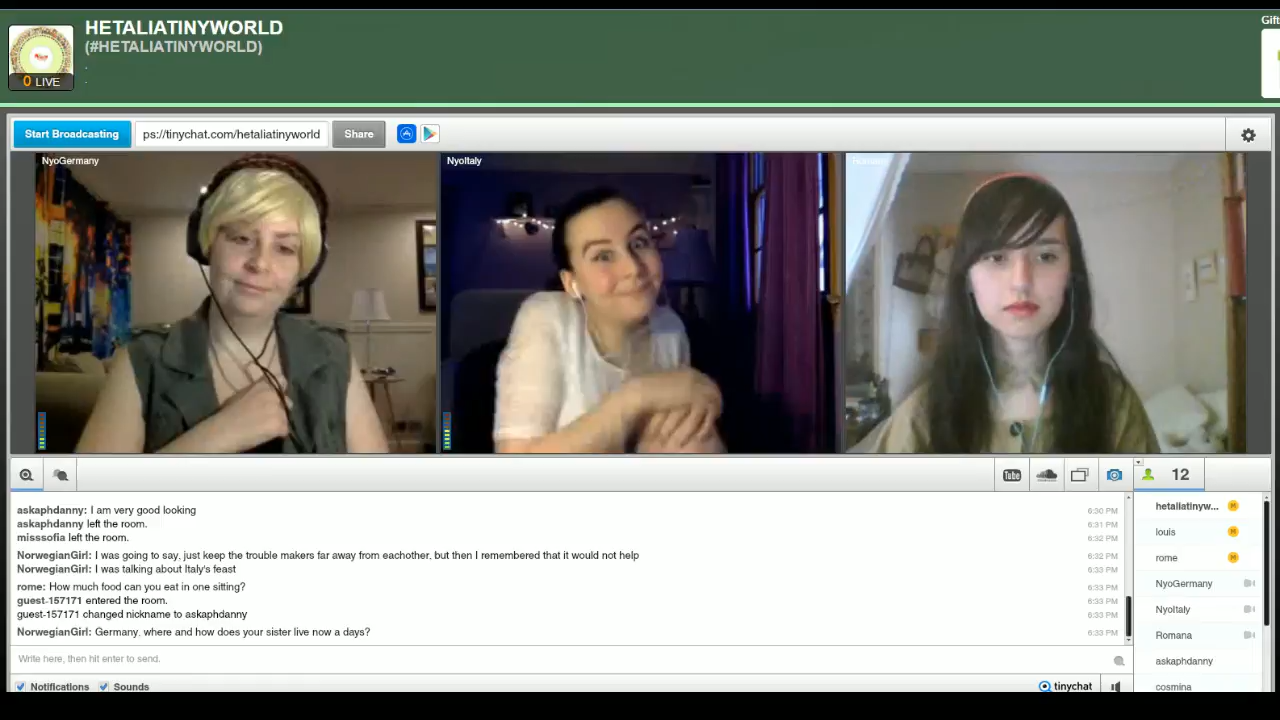 HETALIATINYWORLD
(#HETALIATINYWORLD)
0 LIVE
Gift
Start Broadcasting
ps://tinychat.com/hetaliatinyworld
Share
NyoGermany
NyoItaly
Romana
You Tube
12
askaphdanny: I am very good looking 6:30 PM
askaphdanny left the room. 6:31 PM
misssofia left the room. 6:32 PM
NorwegianGirl: I was going to say, just keep the trouble makers far away from eachother, but then I remembered that it would not help 6:32 PM
NorwegianGirl: I was talking about Italy's feast 6:33 PM
rome: How much food can you eat in one sitting? 6:33 PM
guest-157171 entered the room. 6:33 PM
guest-157171 changed nickname to askaphdanny 6:33 PM
NorwegianGirl: Germany, where and how does your sister live now a days? 6:33 PM
Write here, then hit enter to send.
Notifications
Sounds
tinychat
hetaliatinyw...
louis
rome
NyoGermany
NyoItaly
Romana
askaphdanny
cosmina